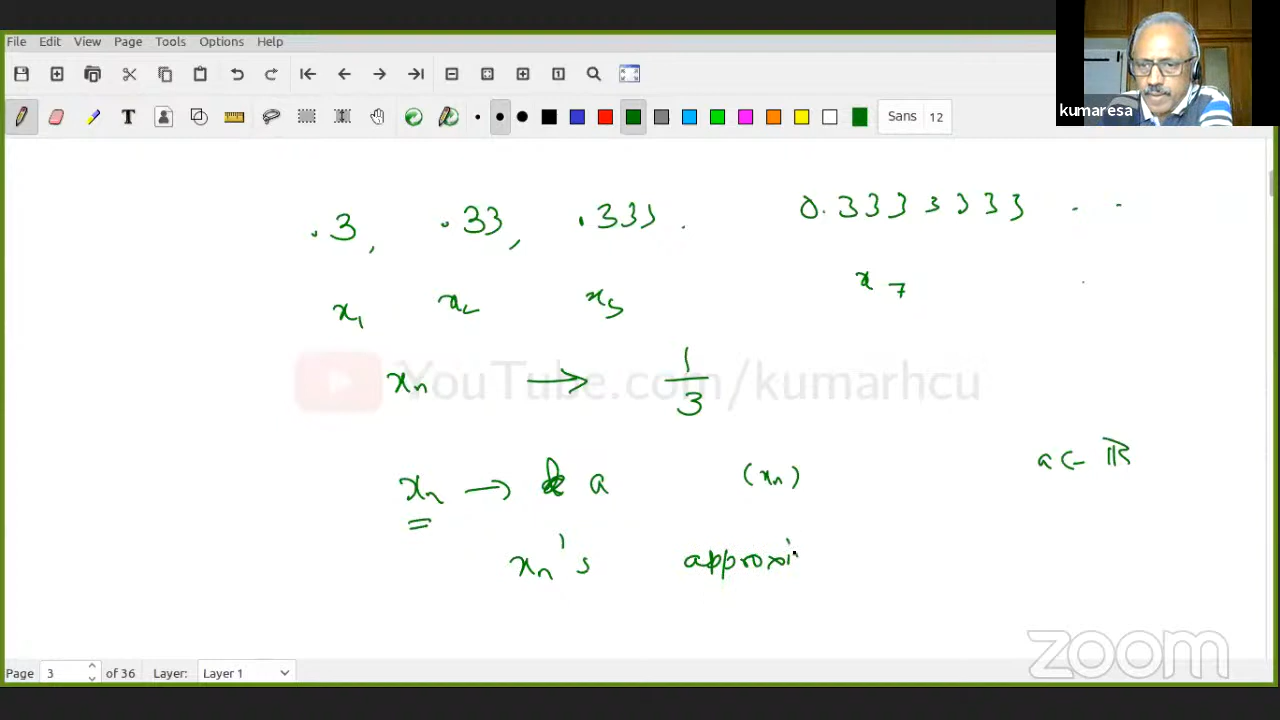 File Edit View Page Tools Options Help
T
Sans 12
kumaresa
.3, .33, .333 . 0.3333333 . .
x₁ x₂ x₃ x₇
xₙ → 1/3
YouTube.com/kumarhcu
xₙ → a (xₙ) a ∈ ℝ
xₙ's approxi
zoom
Page 3 of 36 Layer: Layer 1